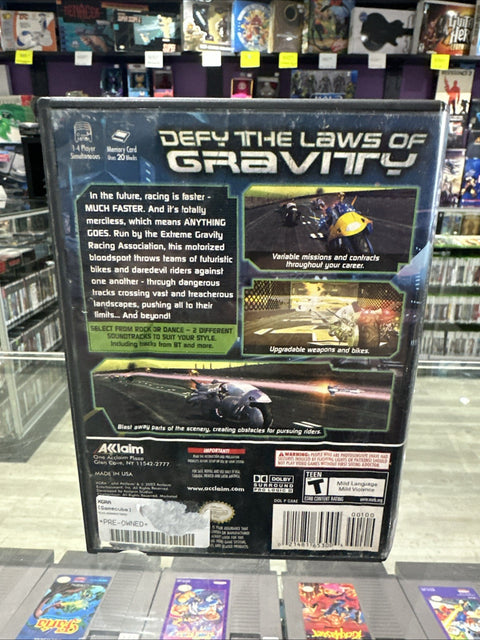 DEFY THE LAWS OF
GRAVITY
1-4 Player
Simultaneous
Memory Card
Uses 20 Blocks
In the future, racing is faster -
MUCH FASTER. And it's totally
merciless, which means ANYTHING
GOES. Run by the Extreme Gravity
Racing Association, this motorized
bloodsport throws teams of futuristic
bikes and daredevil riders against
one another - through dangerous
tracks crossing vast and treacherous
landscapes, pushing all to their
limits... And beyond!
SELECT FROM ROCK OR DANCE - 2 DIFFERENT
SOUNDTRACKS TO SUIT YOUR STYLE.
Including tracks from BT and more.
Variable missions and contracts
throughout your career.
Upgradable weapons and bikes.
Blast away parts of the scenery, creating obstacles for pursuing riders.
AKKlaim
One Acclaim Plaza
Glen Cove, NY 11542-2777
MADE IN USA
IMPORTANT:
www.acclaim.com
WARNING:
DOLBY
SURROUND
PRO LOGIC II
TEEN
T
Mild Language
Mild Violence
ESRB CONTENT RATING
www.esrb.org
[Gamecube]
*PRE-OWNED*
00100